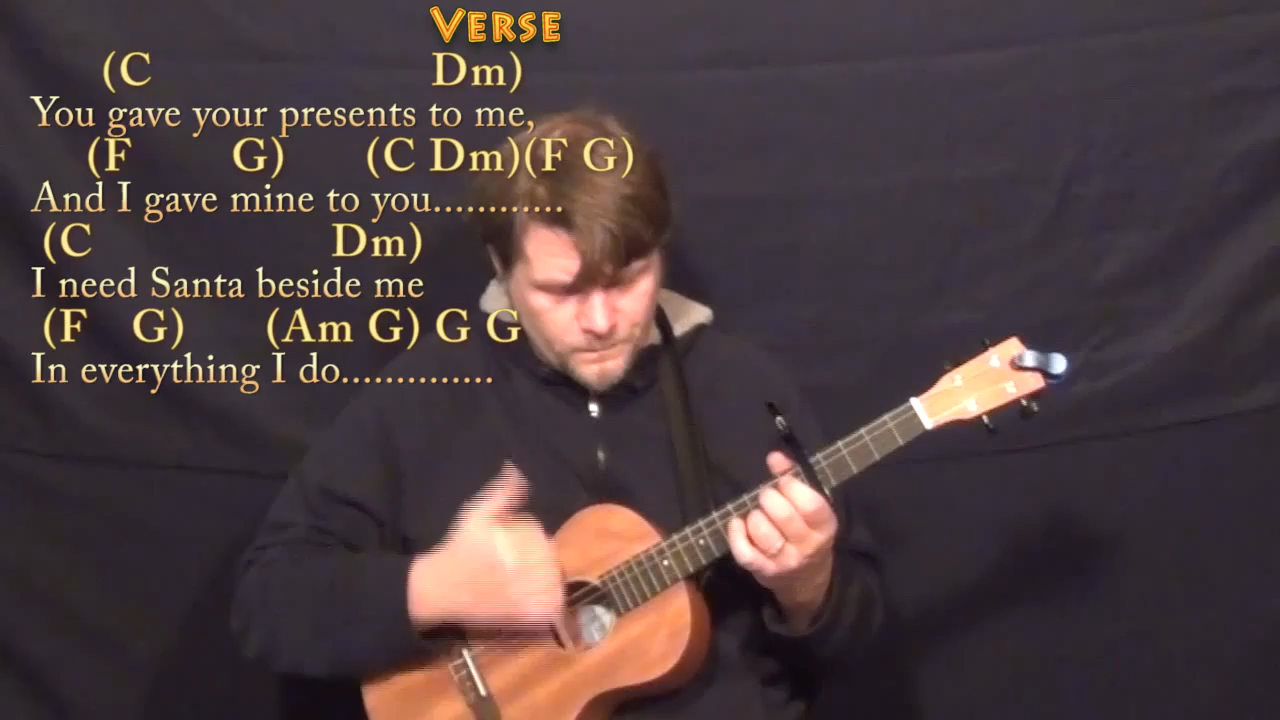 VERSE
(C Dm)
You gave your presents to me,
(F G) (C Dm)(F G)
And I gave mine to you............
(C Dm)
I need Santa beside me
(F G) (Am G) G G
In everything I do..............